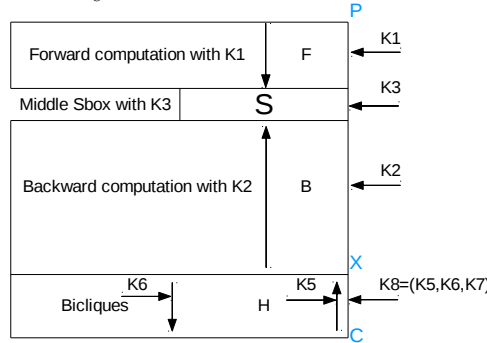 P
Forward computation with K1
F
K1
Middle Sbox with K3
S
K3
Backward computation with K2
B
K2
X
K6
K5
K8=(K5,K6,K7)
Bicliques
H
C